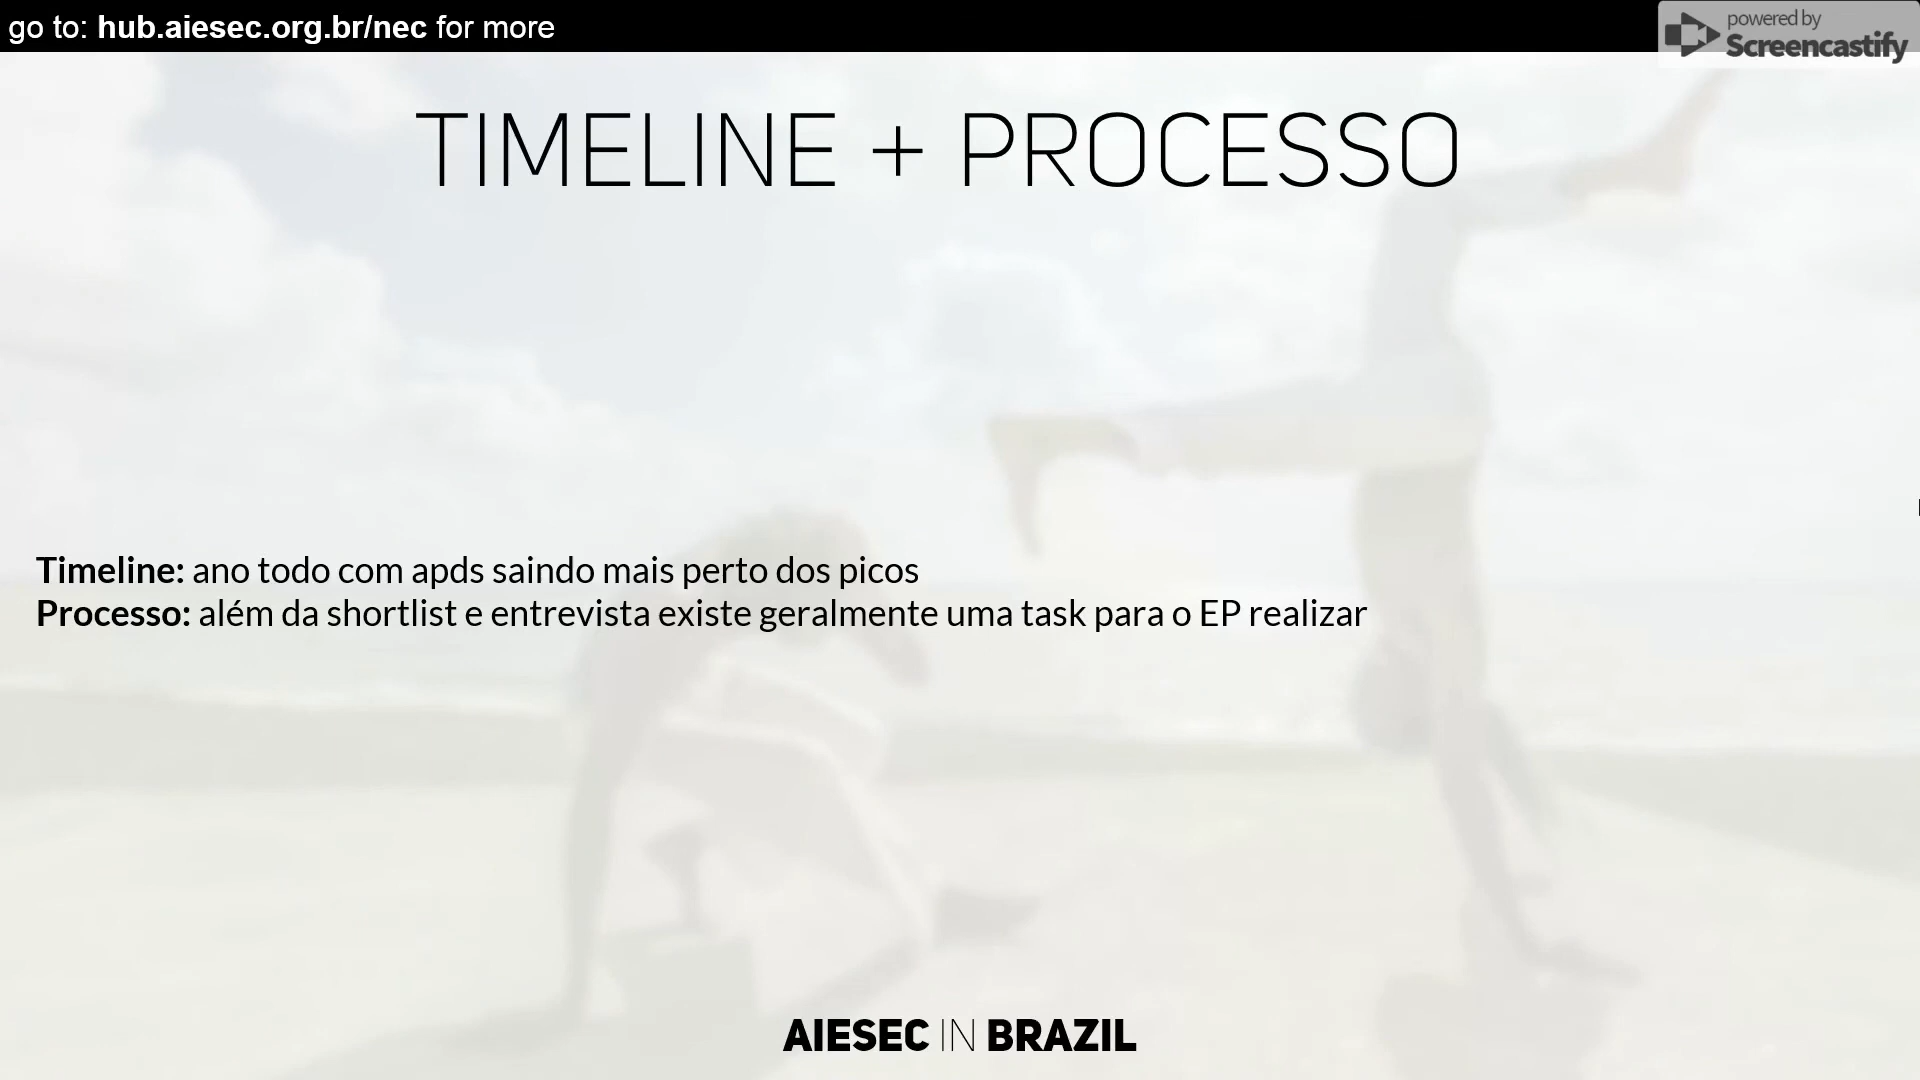 go to: hub.aiesec.org.br/nec for more
powered by
Screencastify
TIMELINE + PROCESSO
Timeline: ano todo com apds saindo mais perto dos picos
Processo: além da shortlist e entrevista existe geralmente uma task para o EP realizar
AIESEC IN BRAZIL